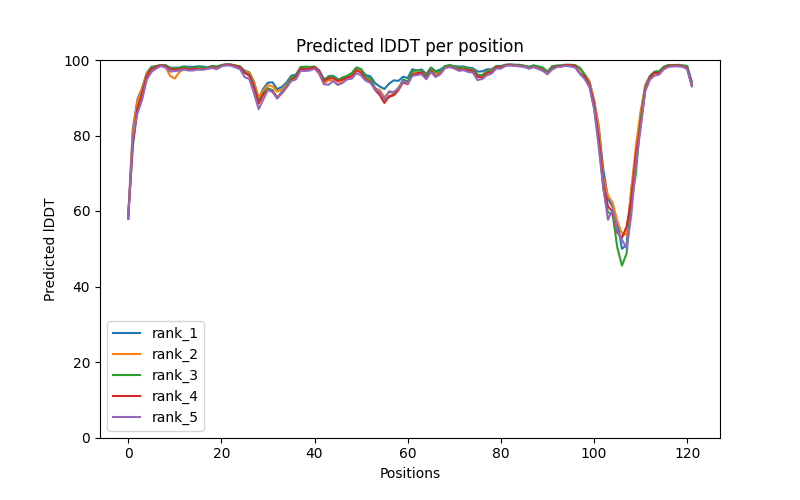 Predicted lDDT per position
Predicted lDDT
100
80
60
40
20
0
rank_1
rank_2
rank_3
rank_4
rank_5
0 20 40 60 80 100 120
Positions